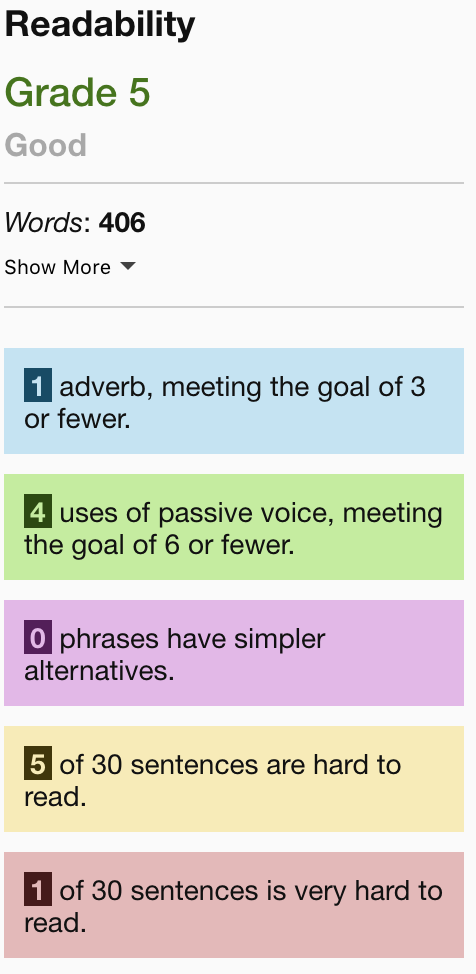 Readability
Grade 5
Good
Words: 406
Show More
1 adverb, meeting the goal of 3
or fewer.
4 uses of passive voice, meeting
the goal of 6 or fewer.
0 phrases have simpler
alternatives.
5 of 30 sentences are hard to
read.
1 of 30 sentences is very hard to
read.